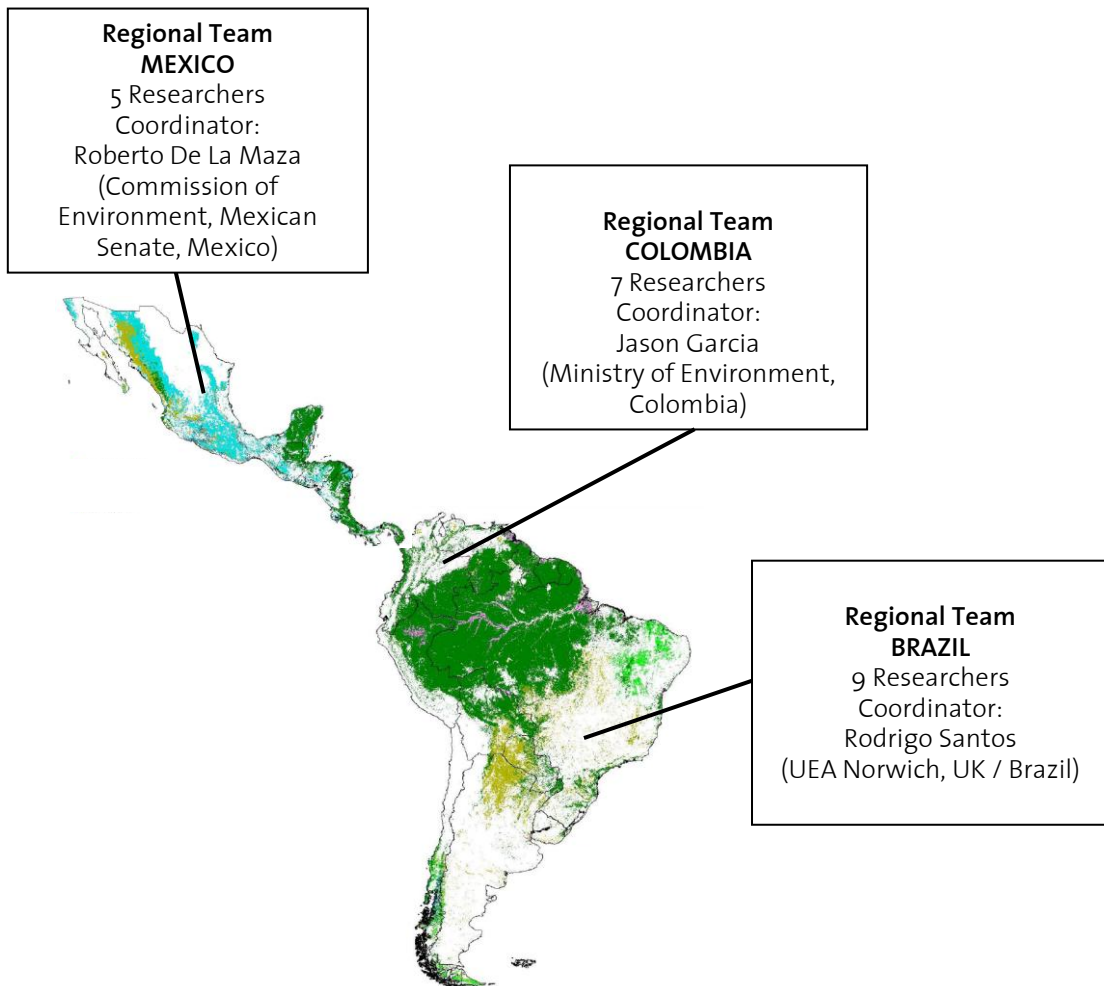 Regional Team
MEXICO
5 Researchers
Coordinator:
Roberto De La Maza
(Commission of
Environment, Mexican
Senate, Mexico)
Regional Team
COLOMBIA
7 Researchers
Coordinator:
Jason Garcia
(Ministry of Environment,
Colombia)
Regional Team
BRAZIL
9 Researchers
Coordinator:
Rodrigo Santos
(UEA Norwich, UK / Brazil)